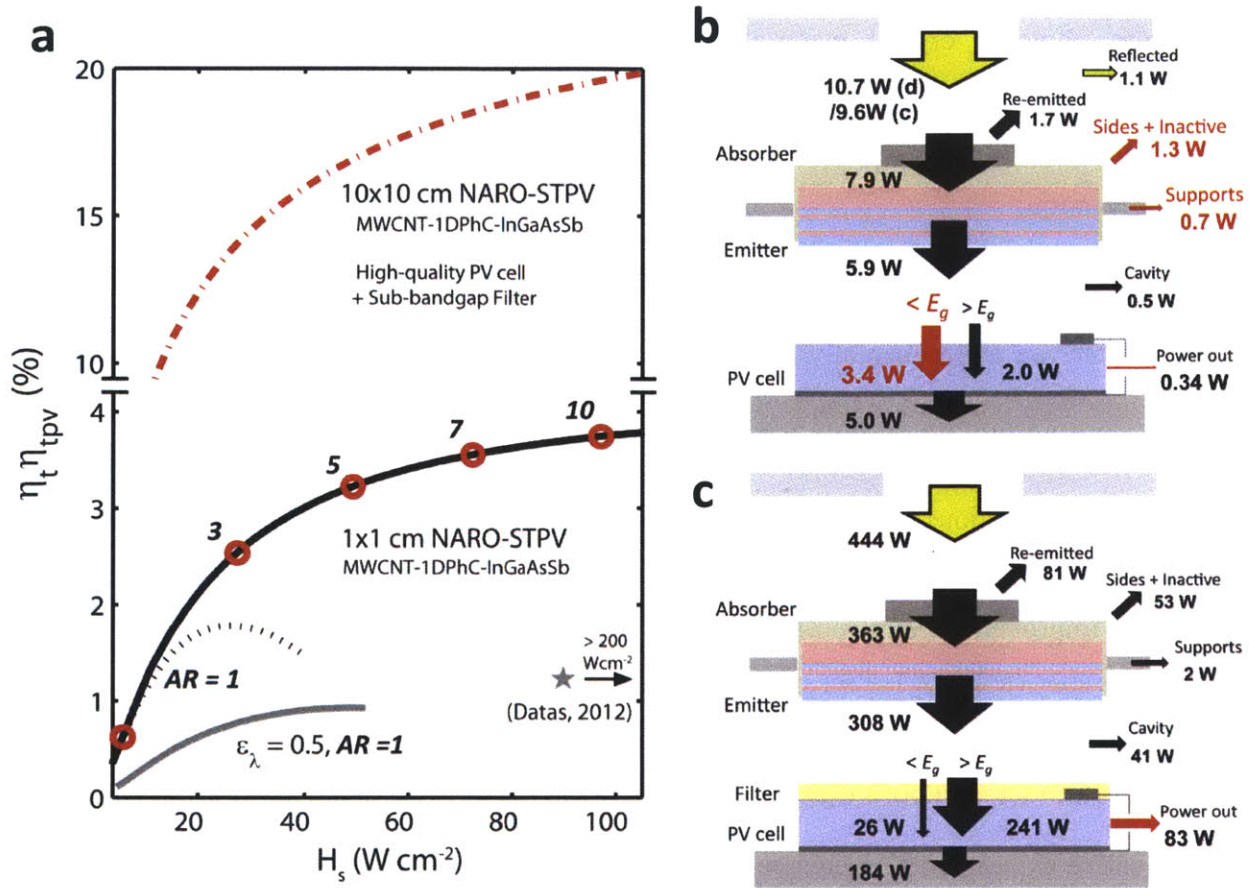 a
20
15
10
4
3
2
1
0
η_t η_tpv (%)
10x10 cm NARO-STPV
MWCNT-1DPhC-InGaAsSb
High-quality PV cell
+ Sub-bandgap Filter
10
7
5
3
1x1 cm NARO-STPV
MWCNT-1DPhC-InGaAsSb
AR = 1
> 200
Wcm⁻²
(Datas, 2012)
ε_λ = 0.5, AR =1
20 40 60 80 100
H_s (W cm⁻²)
b
Reflected
1.1 W
10.7 W (d)
/9.6W (c)
Re-emitted
1.7 W
Sides + Inactive
1.3 W
Absorber
7.9 W
Supports
0.7 W
Emitter
5.9 W
Cavity
0.5 W
< E_g > E_g
Power out
0.34 W
PV cell
3.4 W 2.0 W
5.0 W
c
444 W
Re-emitted
81 W
Sides + Inactive
53 W
Absorber
363 W
Supports
2 W
Emitter
308 W
Cavity
41 W
< E_g > E_g
Filter
PV cell
26 W 241 W
Power out
83 W
184 W